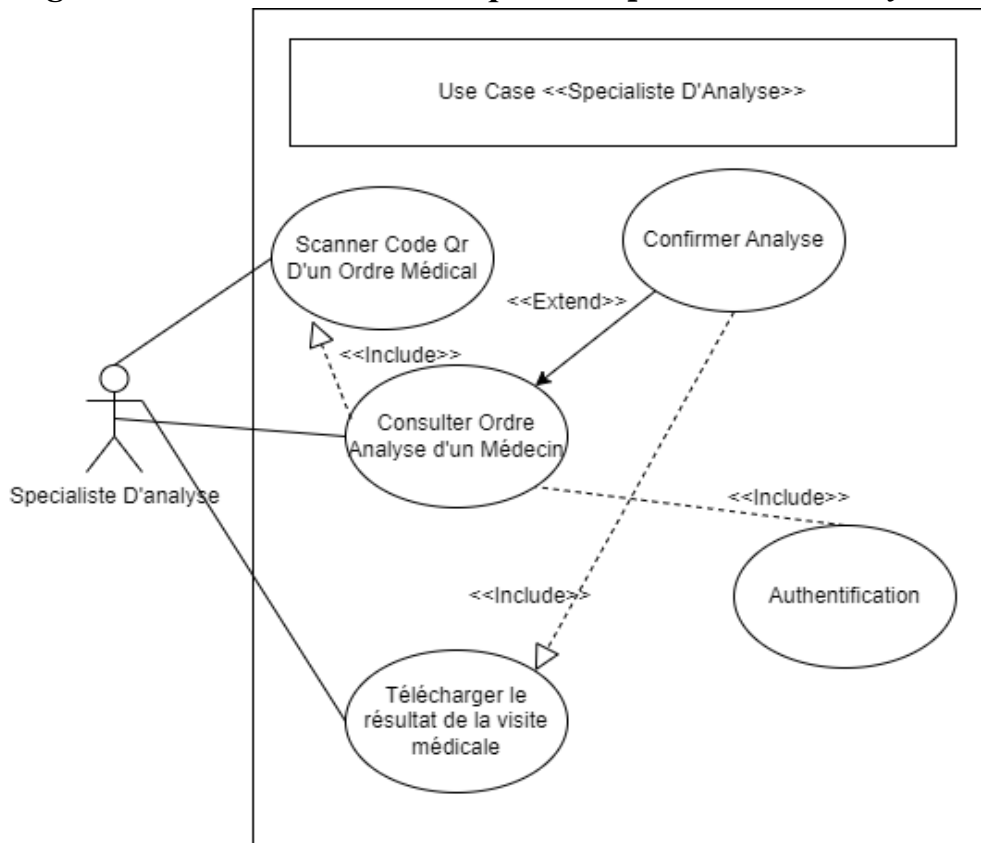 Use Case <<Specialiste D'Analyse>>
Scanner Code Qr
D'un Ordre Médical
Confirmer Analyse
<<Extend>>
<<Include>>
Consulter Ordre
Analyse d'un Médecin
Specialiste D'analyse
<<Include>>
Authentification
<<Include>>
Télécharger le
résultat de la visite
médicale